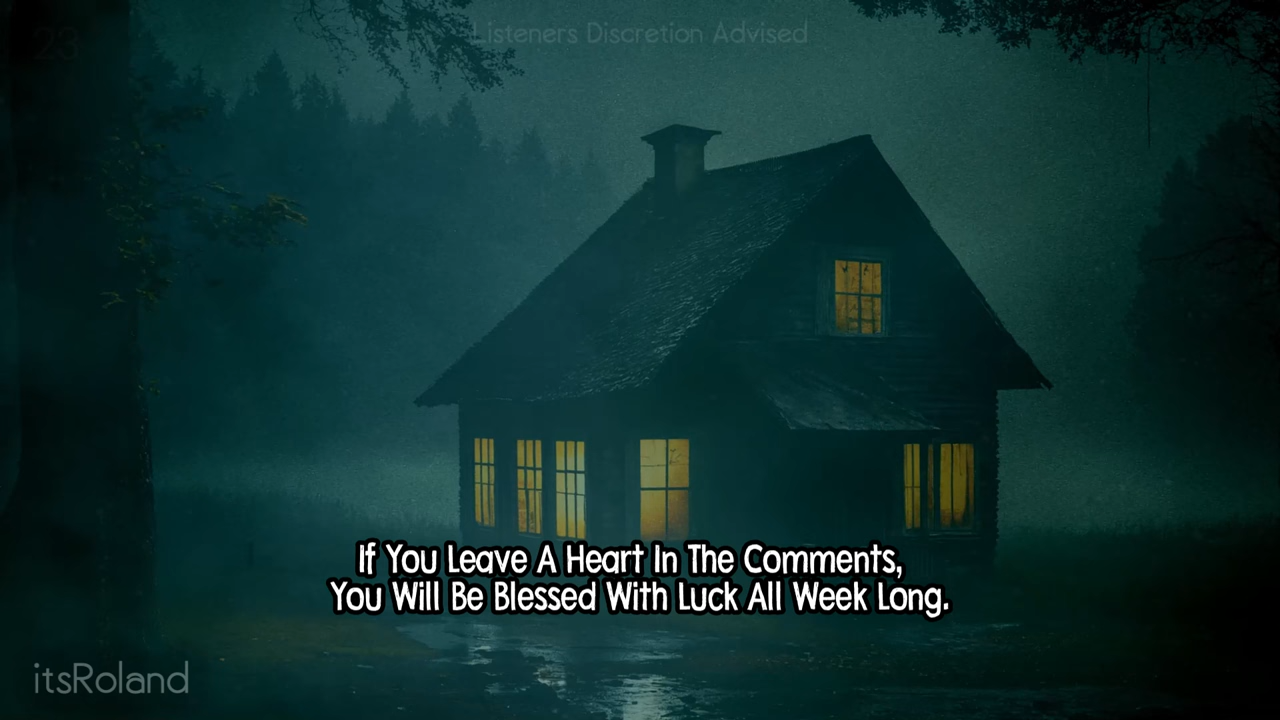 23
Listeners Discretion Advised
If You Leave A Heart In The Comments,
You Will Be Blessed With Luck All Week Long.
itsRoland